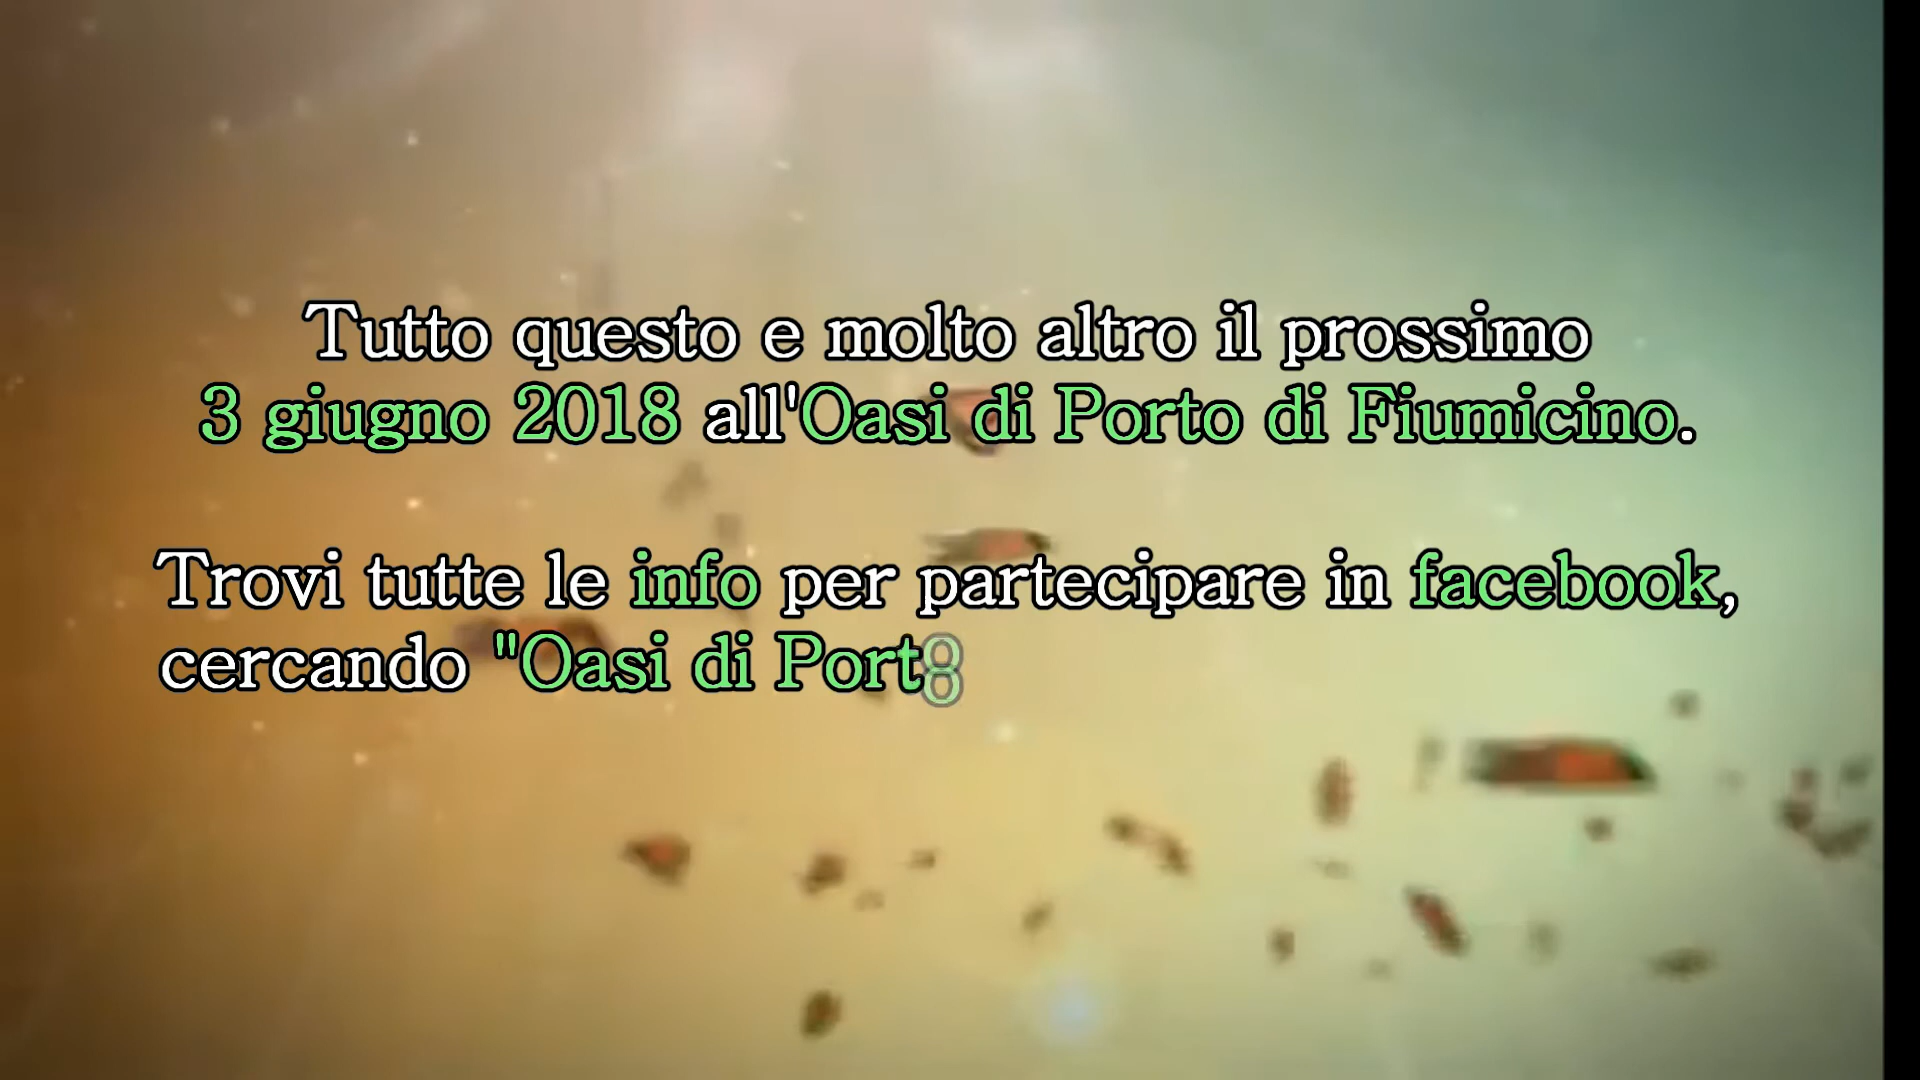 Tutto questo e molto altro il prossimo
3 giugno 2018 all'Oasi di Porto di Fiumicino.
Trovi tutte le info per partecipare in facebook,
cercando "Oasi di Porto